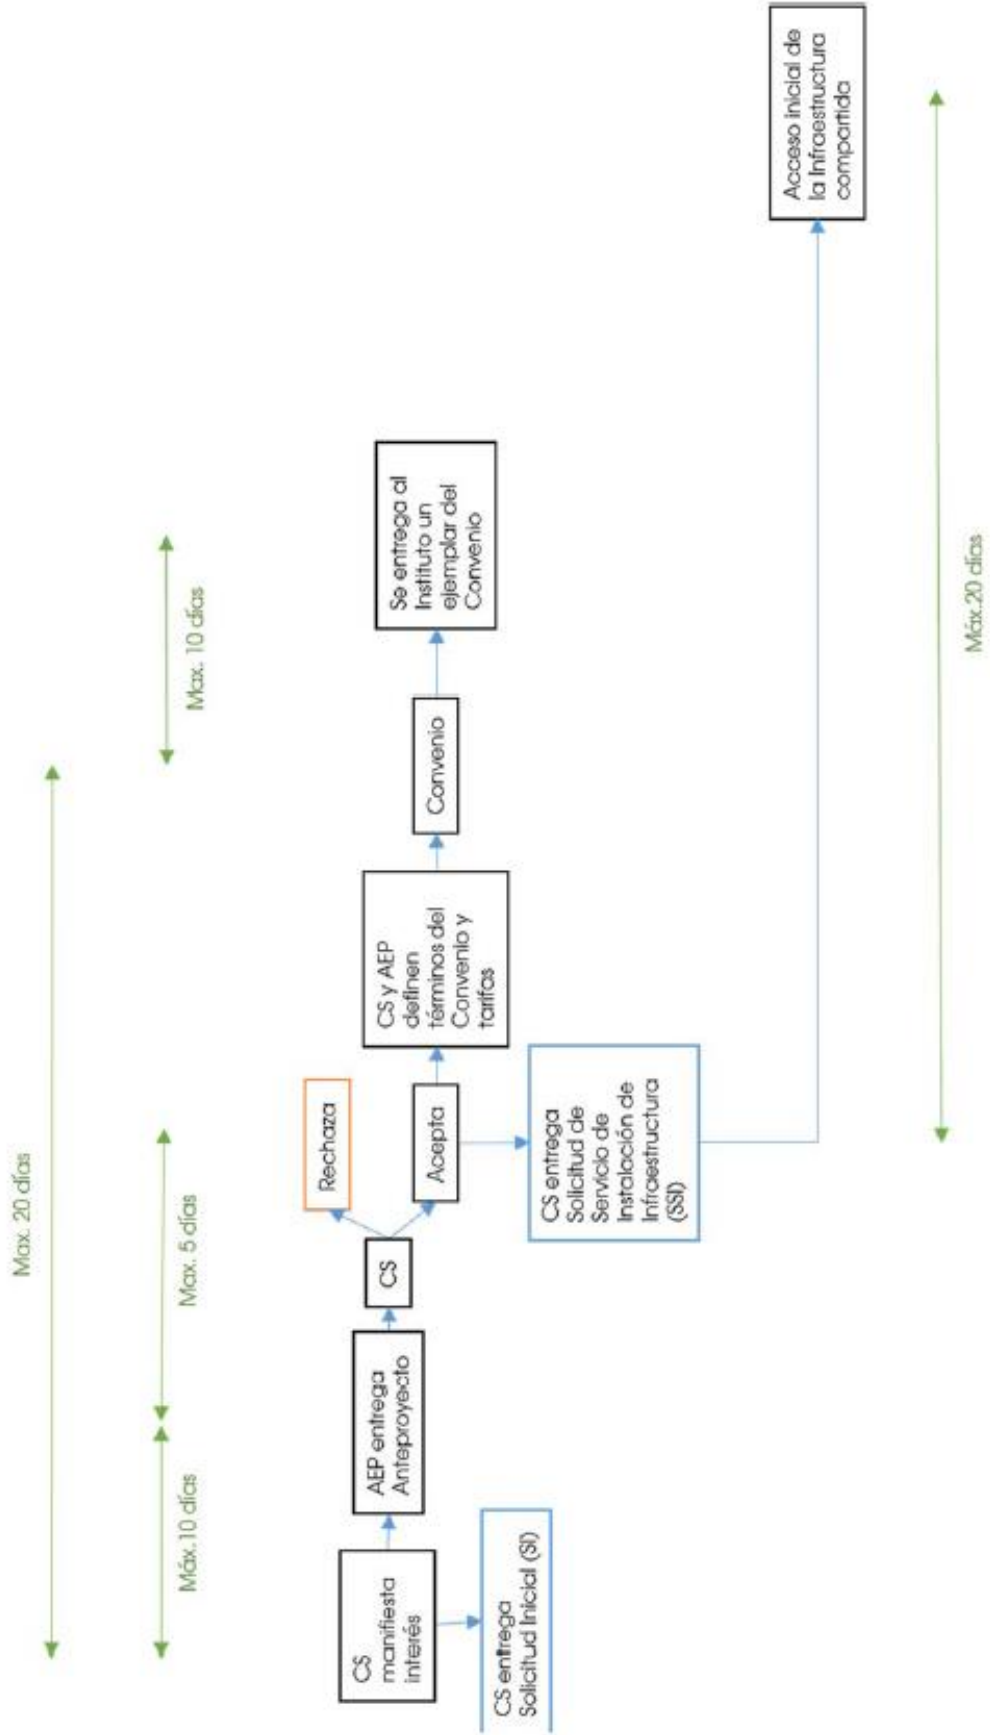 Max. 20 días
Máx.10 días
Max. 5 días
Max. 10 días
CS
manifiesta
interés
CS entrega
Solicitud Inicial (SI)
AEP entrega
Anteproyecto
CS
Rechaza
Acepta
CS entrega
Solicitud de
Servicio de
Instalación de
Infraestructura
(SSI)
CS y AEP
definen
términos del
Convenio y
tarifas
Convenio
Se entrega al
Instituto un
ejemplar del
Convenio
Acceso inicial de
la Infraestructura
compartida
Máx.20 días